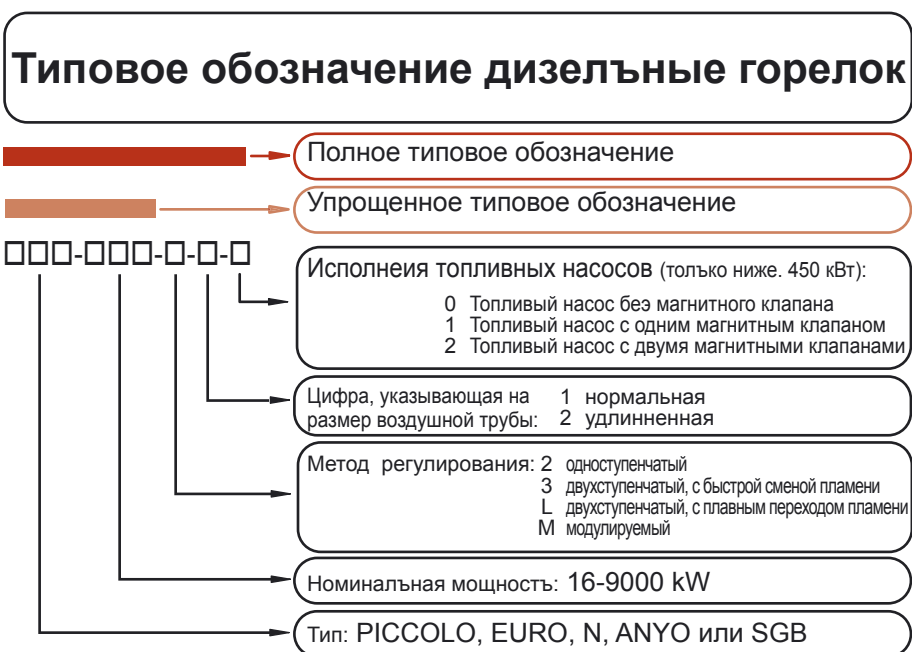 Типовое обозначение дизелъные горелок
Полное типовое обозначение
Упрощенное типовое обозначение
□□□-□□□-□-□-□
Исполнеия топливных насосов (толъко ниже. 450 кВт):
0 Топливый насос беэ магнитного клапана
1 Топливый насос с одним магнитным клапаном
2 Топливый насос с двумя магнитными клапанами
Цифра, указывающая на 1 нормальная
размер воздушной трубы: 2 удлинненная
Метод регулирования: 2 одноступенчатый
3 двухступенчатый, с быстрой сменой пламени
L двухступенчатый, с плавным переходом пламени
M модулируемый
Номиналъная мощностъ: 16-9000 kW
Тип: PICCOLO, EURO, N, ANYO или SGB